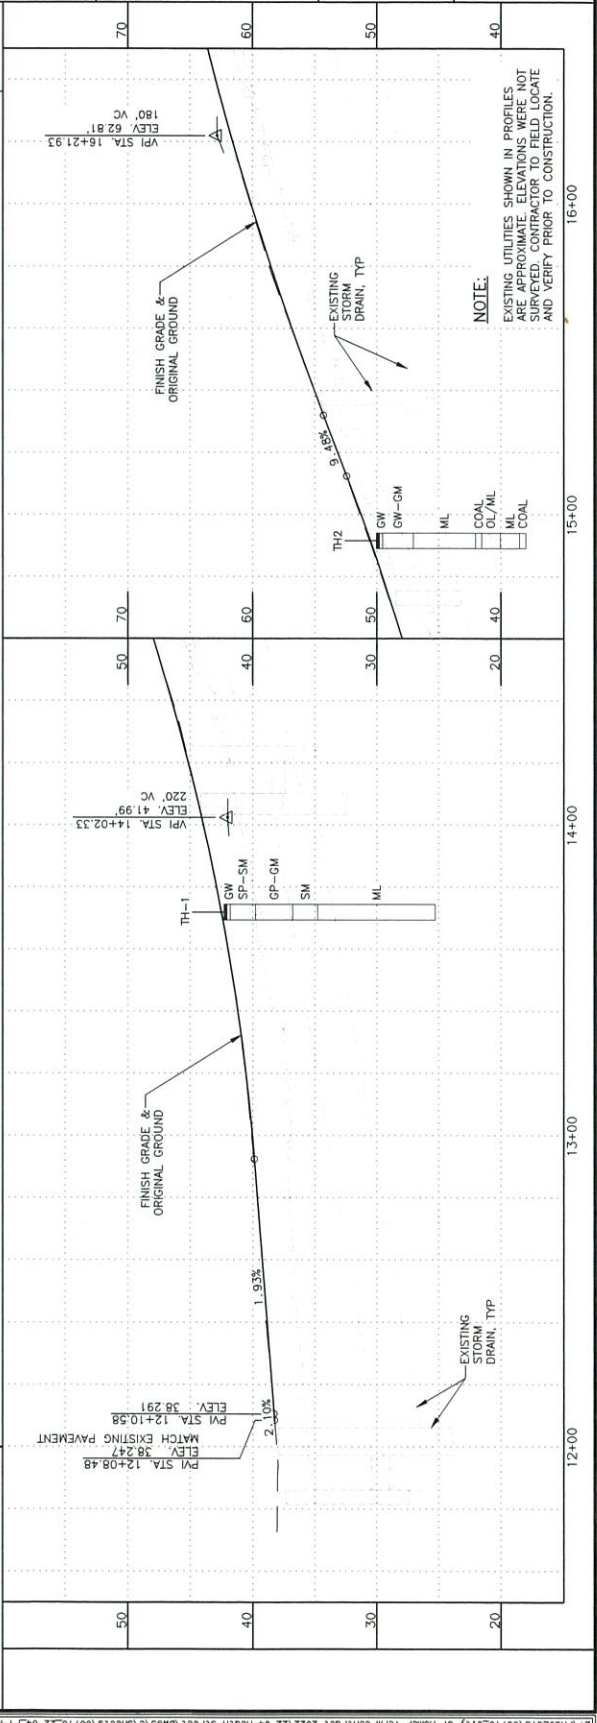 50
40
30
20
PVI STA. 12+08.48
ELEV. 38.247
MATCH EXISTING PAVEMENT
PVI STA. 12+10.58
ELEV. 38.291
2.10%
1.93%
EXISTING
STORM
DRAIN, TYP
FINISH GRADE &
ORIGINAL GROUND
TH-1
GW
SP-SM
GP-GM
SM
ML
VPI STA. 14+02.33
ELEV. 41.99'
220' VC
12+00
13+00
14+00
50
40
30
20
70
60
50
40
TH2
GW
GW-GM
ML
COAL
OL/ML
ML
COAL
9.48%
FINISH GRADE &
ORIGINAL GROUND
EXISTING
STORM
DRAIN, TYP
VPI STA. 16+21.93
ELEV. 62.81'
180' VC
NOTE:
EXISTING UTILITIES SHOWN IN PROFILES
ARE APPROXIMATE. ELEVATIONS WERE NOT
SURVEYED. CONTRACTOR TO FIELD LOCATE
AND VERIFY PRIOR TO CONSTRUCTION.
15+00
16+00
70
60
50
40